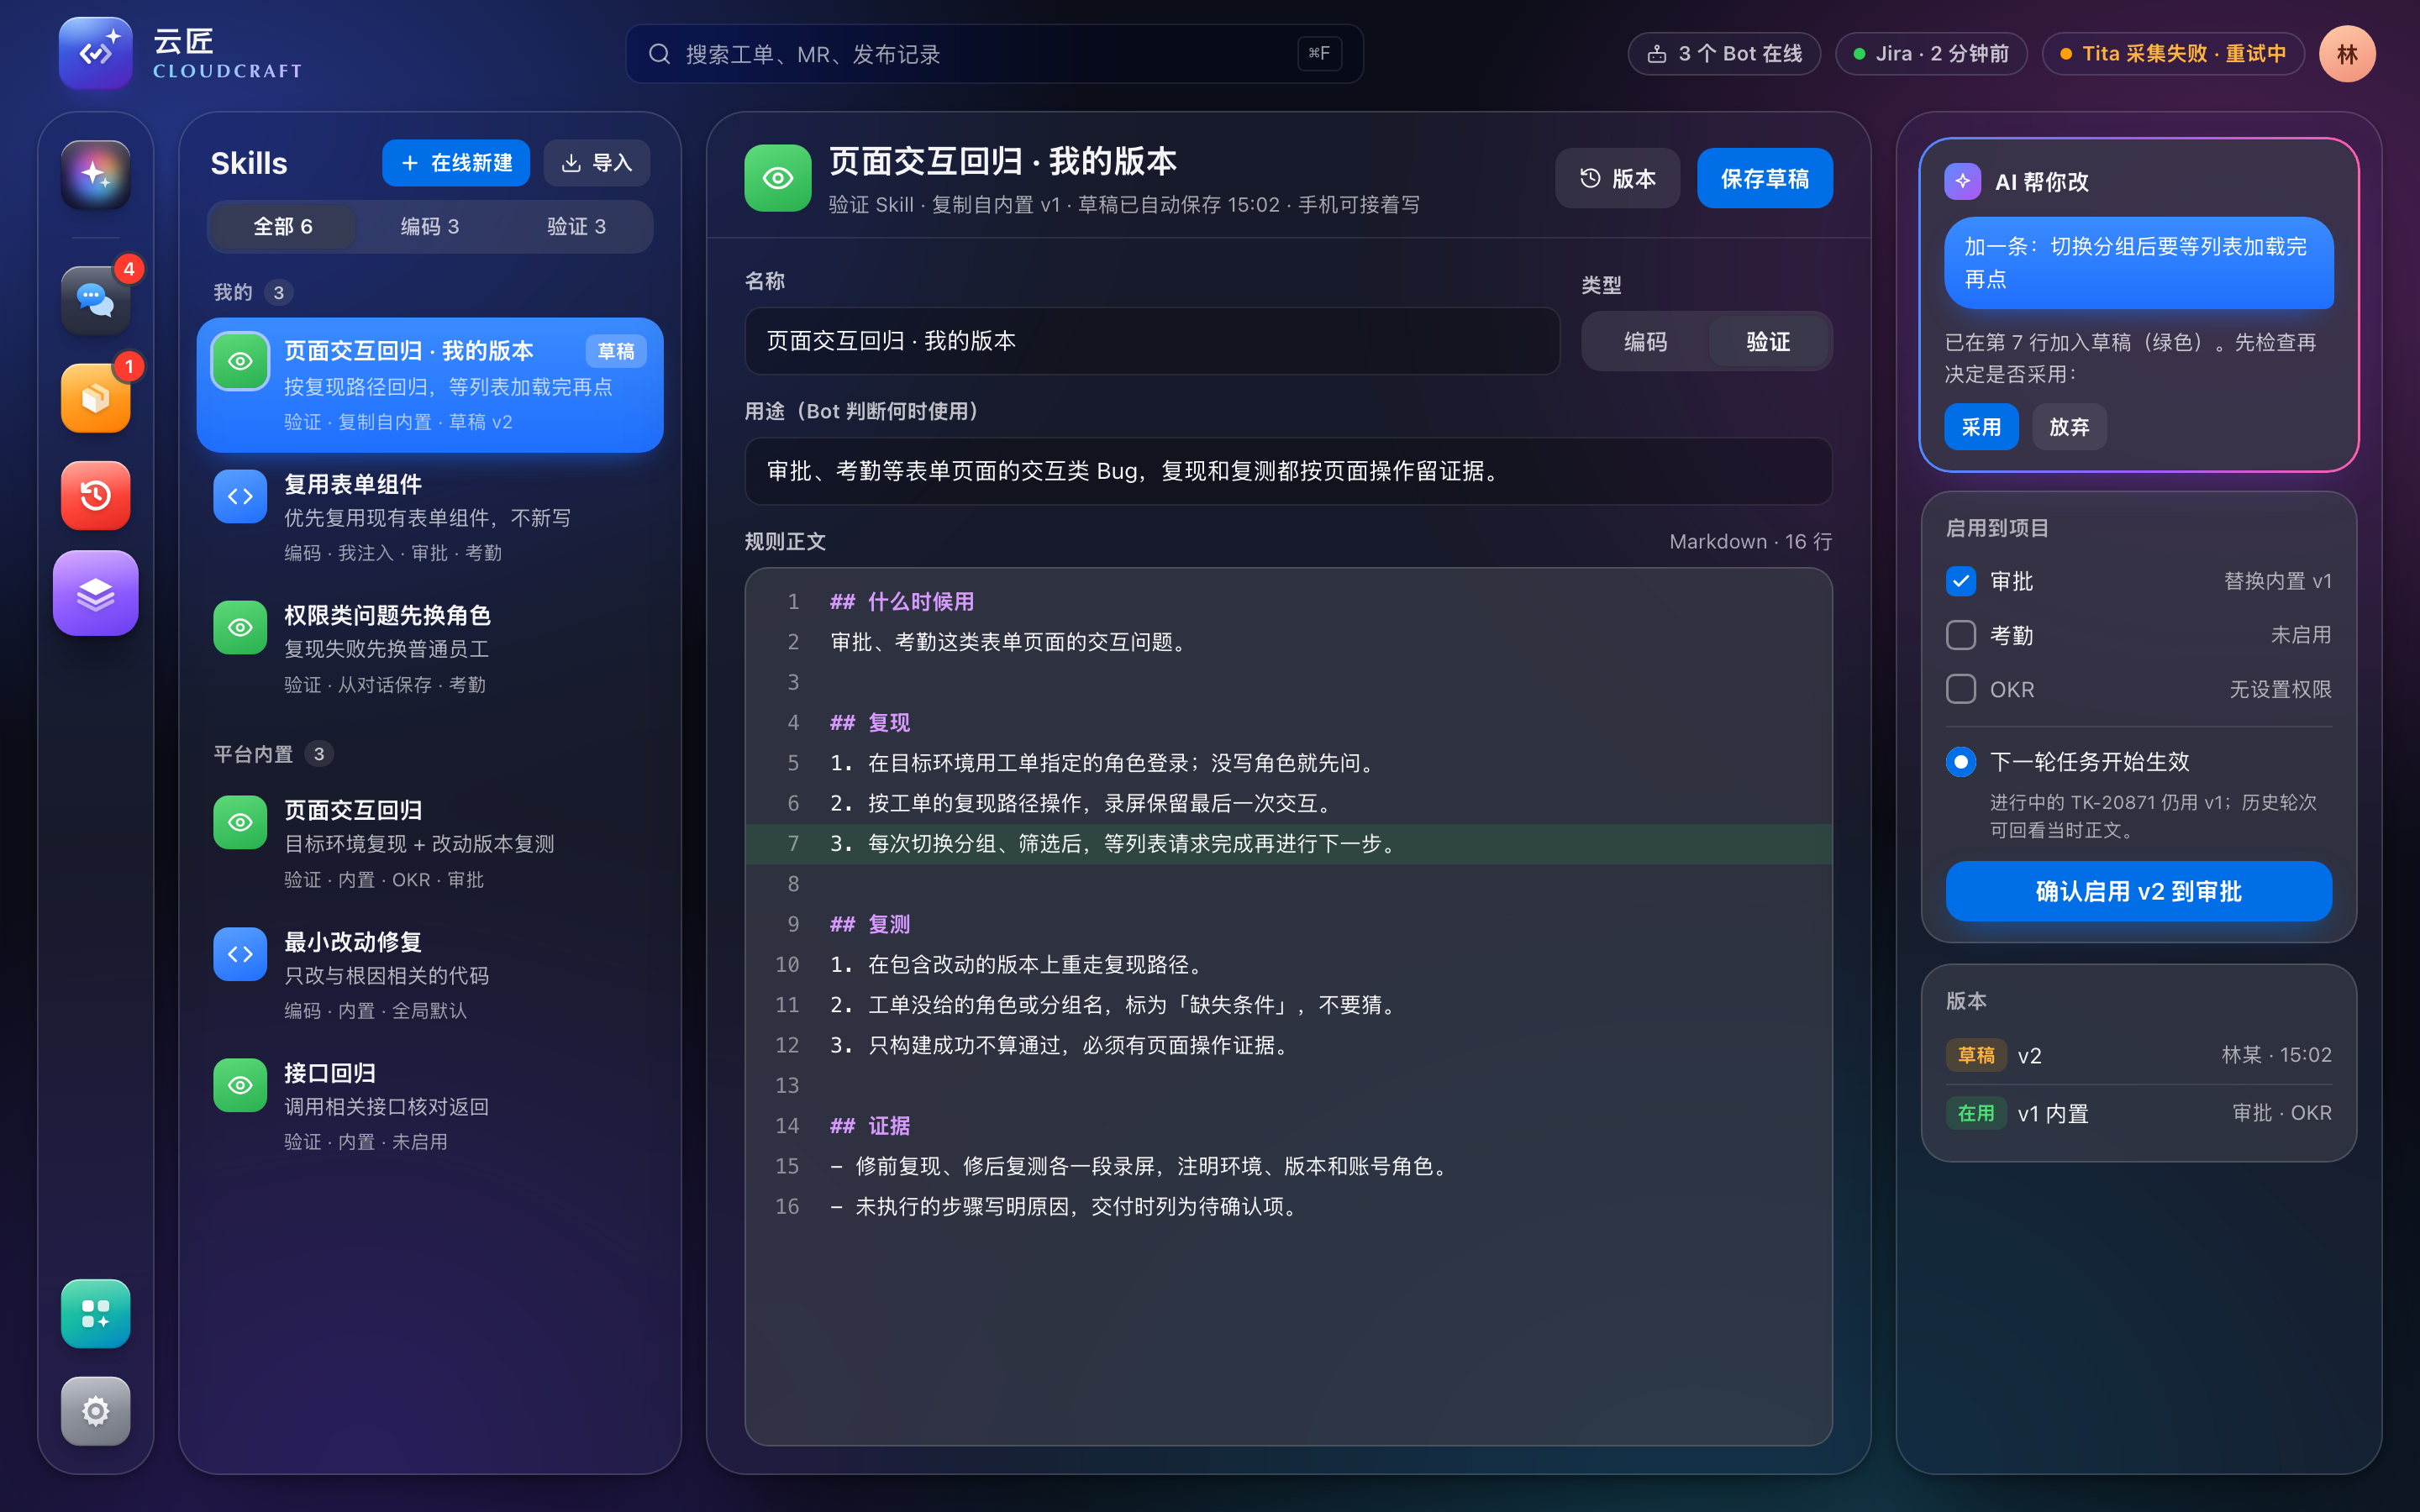 云匠
CLOUDCRAFT
搜索工单、MR、发布记录
⌘F
3 个 Bot 在线
Jira · 2 分钟前
Tita 采集失败 · 重试中
林
4
1
Skills
在线新建
导入
全部 6
编码 3
验证 3
我的 3
页面交互回归 · 我的版本
草稿
按复现路径回归，等列表加载完再点
验证 · 复制自内置 · 草稿 v2
复用表单组件
优先复用现有表单组件，不新写
编码 · 我注入 · 审批 · 考勤
权限类问题先换角色
复现失败先换普通员工
验证 · 从对话保存 · 考勤
平台内置 3
页面交互回归
目标环境复现 + 改动版本复测
验证 · 内置 · OKR · 审批
最小改动修复
只改与根因相关的代码
编码 · 内置 · 全局默认
接口回归
调用相关接口核对返回
验证 · 内置 · 未启用
页面交互回归 · 我的版本
验证 Skill · 复制自内置 v1 · 草稿已自动保存 15:02 · 手机可接着写
版本
保存草稿
名称
页面交互回归 · 我的版本
类型
编码
验证
用途（Bot 判断何时使用）
审批、考勤等表单页面的交互类 Bug，复现和复测都按页面操作留证据。
规则正文
Markdown · 16 行
1 ## 什么时候用
2 审批、考勤这类表单页面的交互问题。
3
4 ## 复现
5 1. 在目标环境用工单指定的角色登录；没写角色就先问。
6 2. 按工单的复现路径操作，录屏保留最后一次交互。
7 3. 每次切换分组、筛选后，等列表请求完成再进行下一步。
8
9 ## 复测
10 1. 在包含改动的版本上重走复现路径。
11 2. 工单没给的角色或分组名，标为「缺失条件」，不要猜。
12 3. 只构建成功不算通过，必须有页面操作证据。
13
14 ## 证据
15 – 修前复现、修后复测各一段录屏，注明环境、版本和账号角色。
16 – 未执行的步骤写明原因，交付时列为待确认项。
AI 帮你改
加一条：切换分组后要等列表加载完
再点
已在第 7 行加入草稿（绿色）。先检查再
决定是否采用：
采用
放弃
启用到项目
审批
替换内置 v1
考勤
未启用
OKR
无设置权限
下一轮任务开始生效
进行中的 TK-20871 仍用 v1；历史轮次
可回看当时正文。
确认启用 v2 到审批
版本
草稿 v2
林某 · 15:02
在用 v1 内置
审批 · OKR